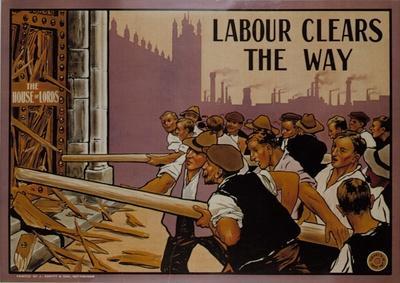 LABOUR CLEARS
THE WAY
THE
HOUSE OF LORDS